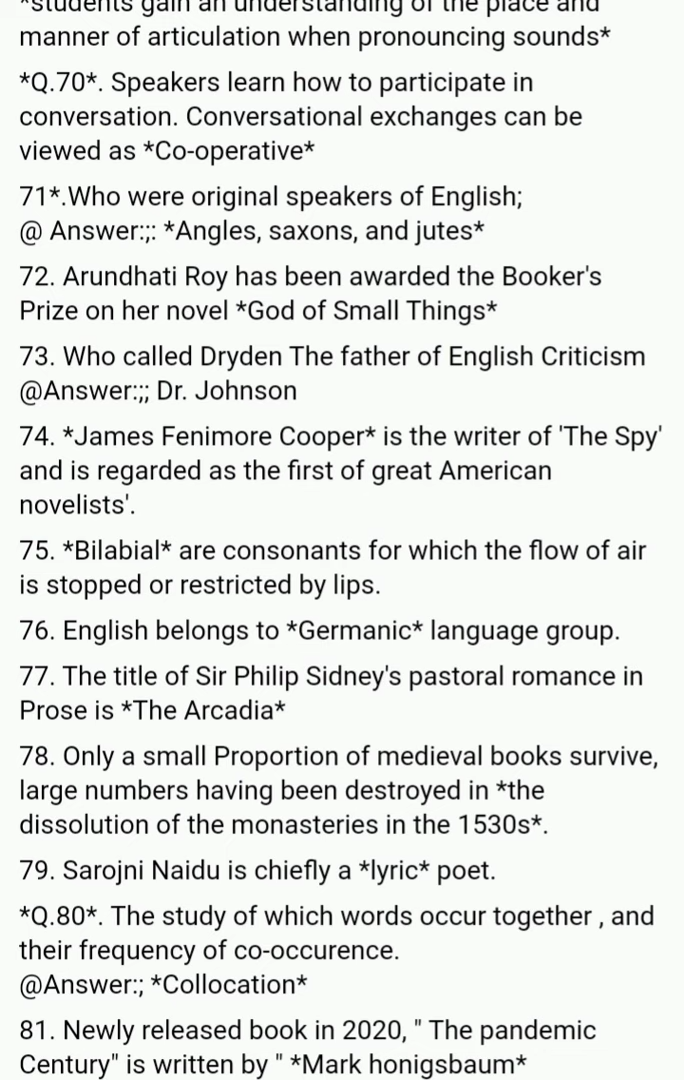 *students gain an understanding of the place and
manner of articulation when pronouncing sounds*
*Q.70*. Speakers learn how to participate in
conversation. Conversational exchanges can be
viewed as *Co-operative*
71*.Who were original speakers of English;
@ Answer:;: *Angles, saxons, and jutes*
72. Arundhati Roy has been awarded the Booker's
Prize on her novel *God of Small Things*
73. Who called Dryden The father of English Criticism
@Answer:;; Dr. Johnson
74. *James Fenimore Cooper* is the writer of 'The Spy'
and is regarded as the first of great American
novelists'.
75. *Bilabial* are consonants for which the flow of air
is stopped or restricted by lips.
76. English belongs to *Germanic* language group.
77. The title of Sir Philip Sidney's pastoral romance in
Prose is *The Arcadia*
78. Only a small Proportion of medieval books survive,
large numbers having been destroyed in *the
dissolution of the monasteries in the 1530s*.
79. Sarojni Naidu is chiefly a *lyric* poet.
*Q.80*. The study of which words occur together , and
their frequency of co-occurence.
@Answer:; *Collocation*
81. Newly released book in 2020, " The pandemic
Century" is written by " *Mark honigsbaum*